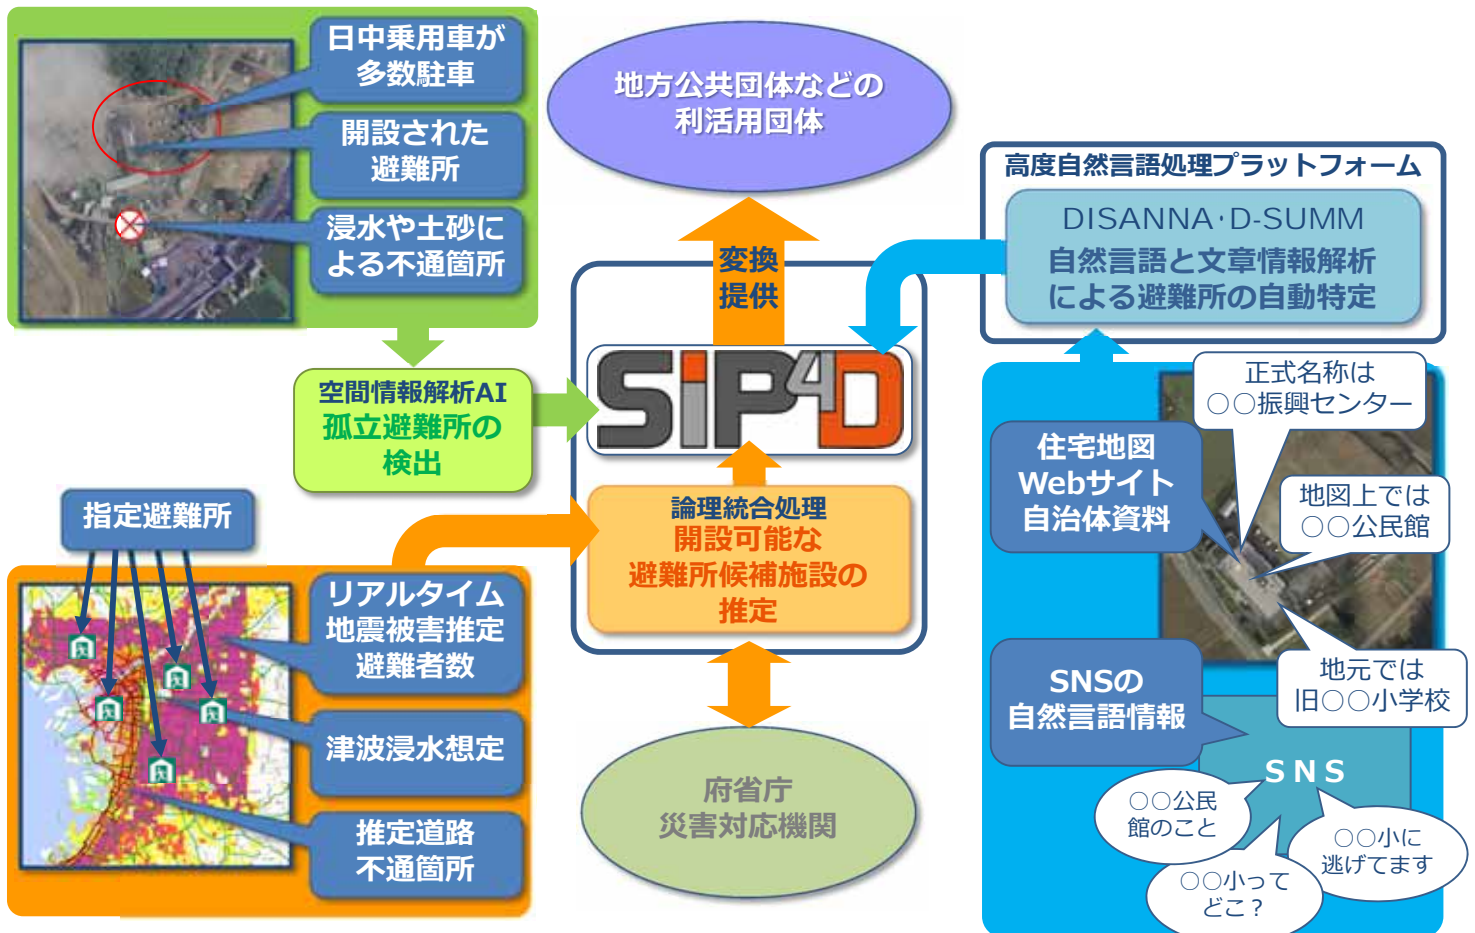 日中乗用車が
多数駐車
開設された
避難所
浸水や土砂に
よる不通箇所
空間情報解析AI
孤立避難所の
検出
指定避難所
リアルタイム
地震被害推定
避難者数
津波浸水想定
推定道路
不通箇所
地方公共団体などの
利活用団体
変換
提供
SiP4D
論理統合処理
開設可能な
避難所候補施設の
推定
府省庁
災害対応機関
高度自然言語処理プラットフォーム
DISANNA・D-SUMM
自然言語と文章情報解析
による避難所の自動特定
正式名称は
○○振興センター
住宅地図
Webサイト
自治体資料
地図上では
○○公民館
地元では
旧○○小学校
SNSの
自然言語情報
SNS
○○公民
館のこと
○○小に
逃げてます
○○小って
どこ？